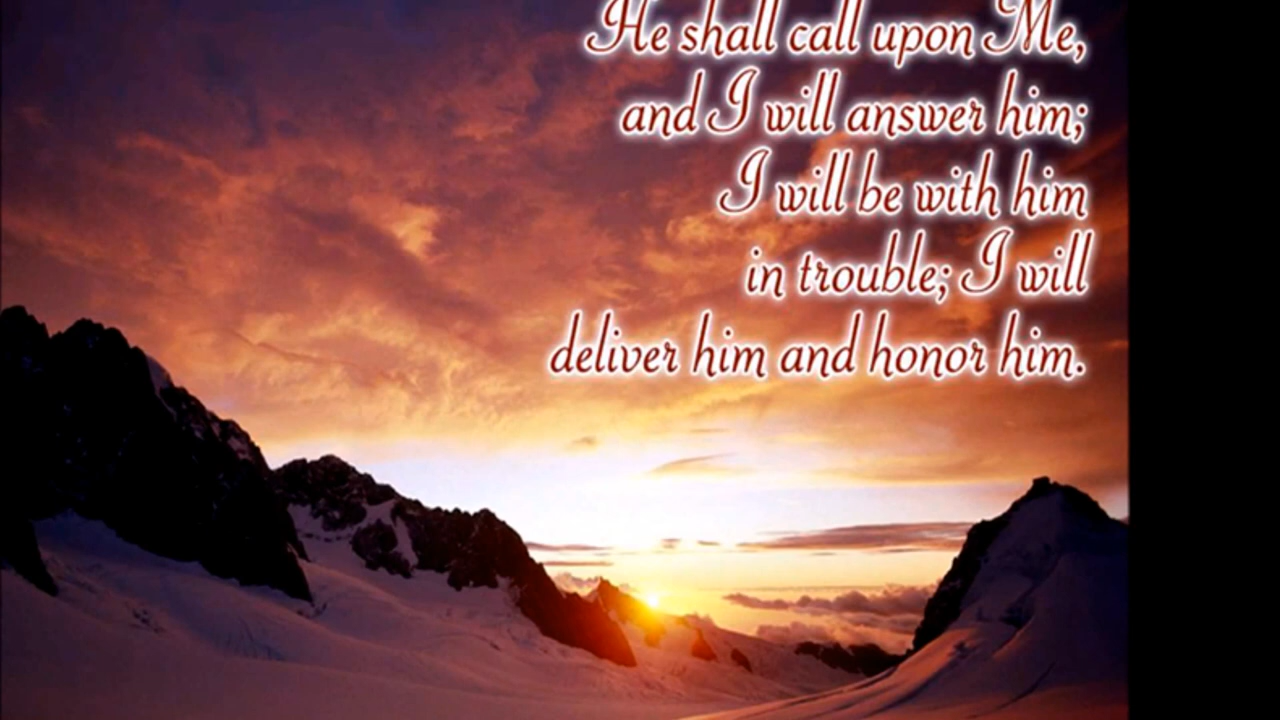 He shall call upon Me,
and I will answer him;
I will be with him
in trouble; I will
deliver him and honor him.